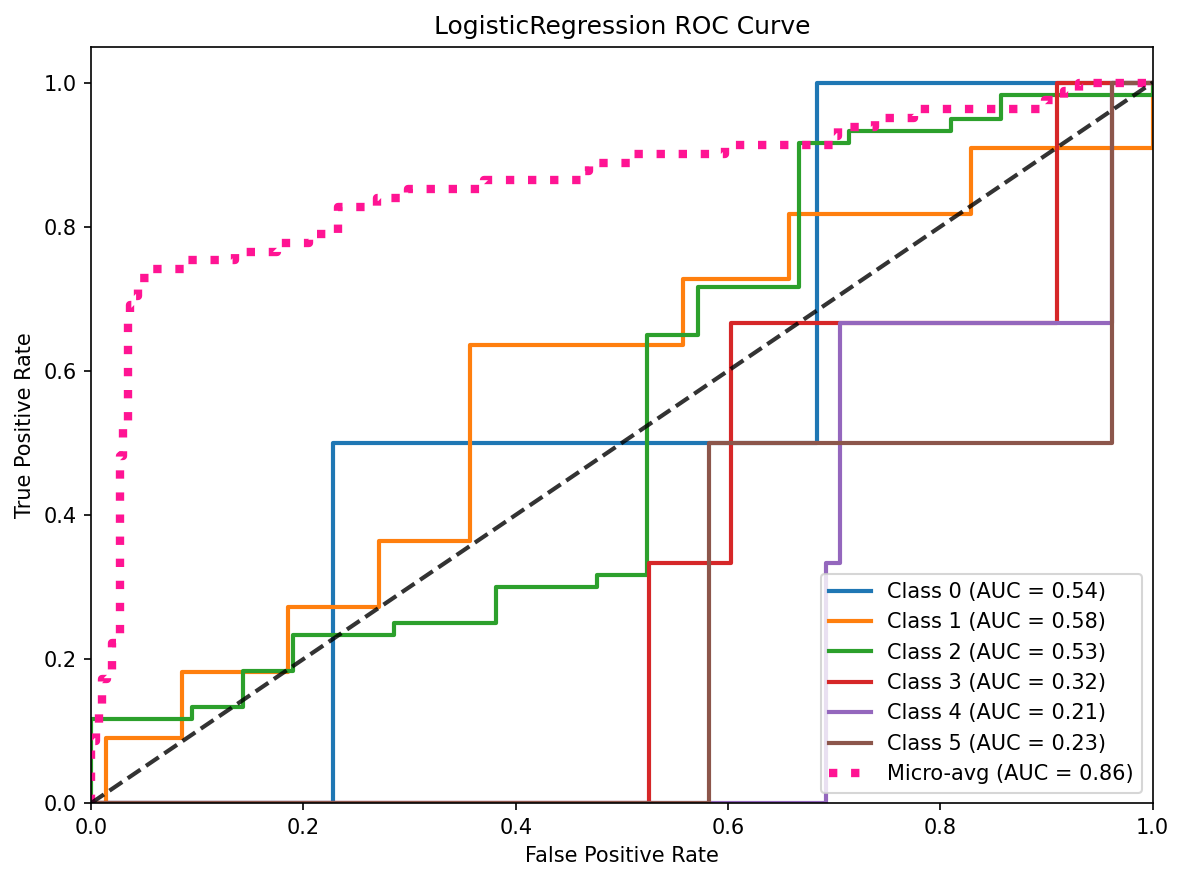 LogisticRegression ROC Curve
True Positive Rate
1.0
0.8
0.6
0.4
0.2
0.0
Class 0 (AUC = 0.54)
Class 1 (AUC = 0.58)
Class 2 (AUC = 0.53)
Class 3 (AUC = 0.32)
Class 4 (AUC = 0.21)
Class 5 (AUC = 0.23)
Micro-avg (AUC = 0.86)
0.0 0.2 0.4 0.6 0.8 1.0
False Positive Rate